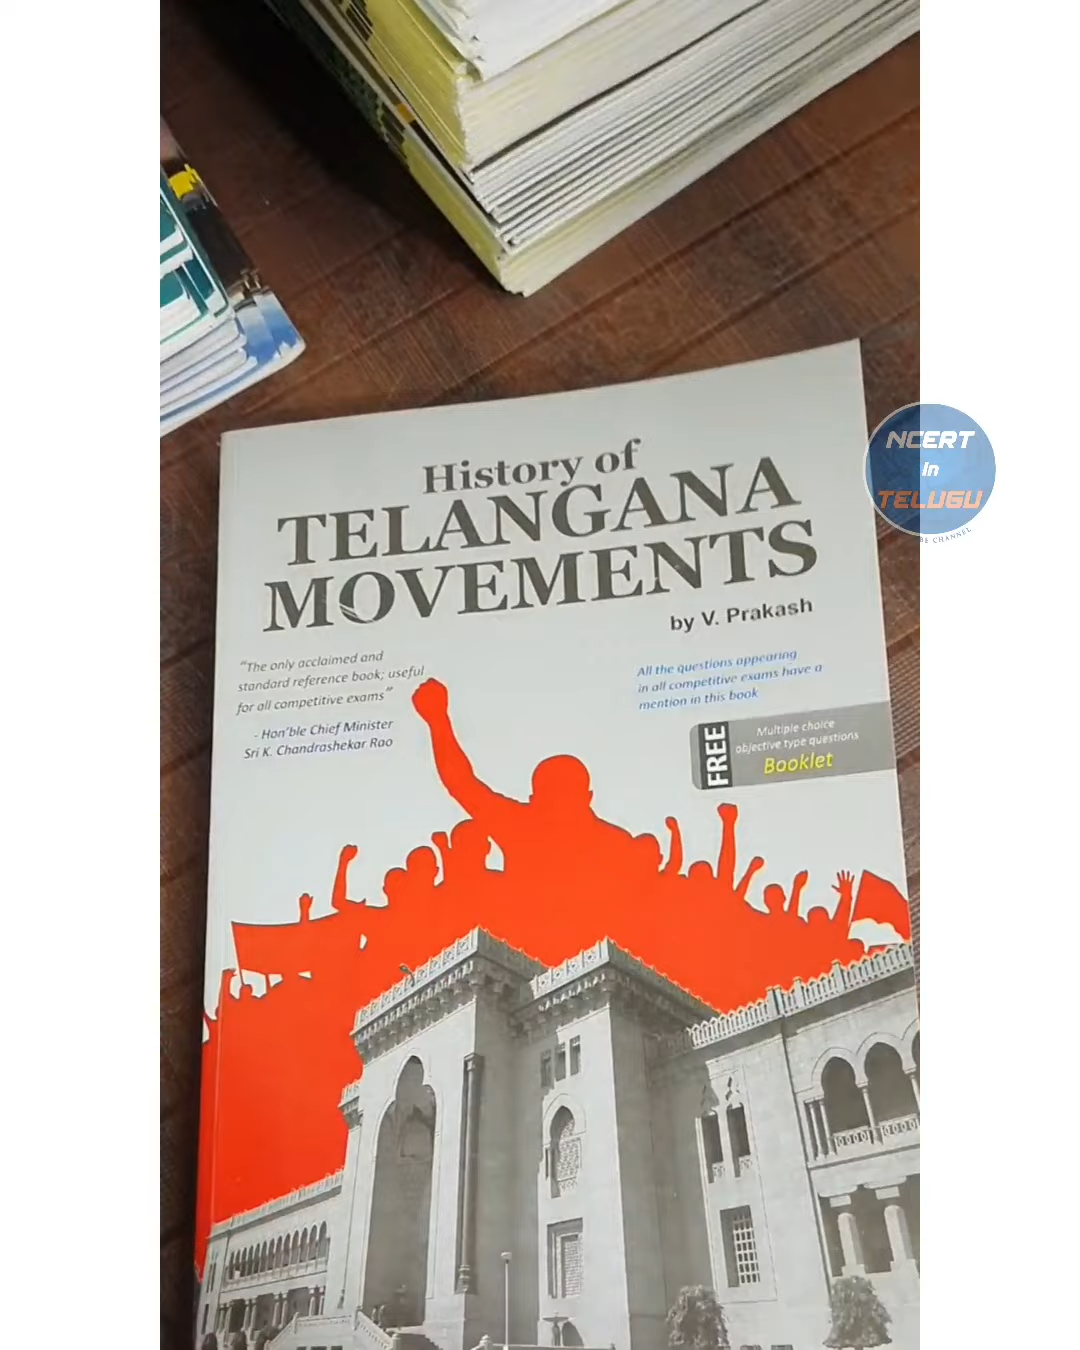 History of
TELANGANA
MOVEMENTS
by V. Prakash
"The only acclaimed and
standard reference book; useful
for all competitive exams"
- Hon'ble Chief Minister
Sri K. Chandrashekar Rao
All the questions appearing
in all competitive exams have a
mention in this book
FREE
Multiple choice
objective type questions
Booklet
NCERT
In
TELUGU
CHANNEL